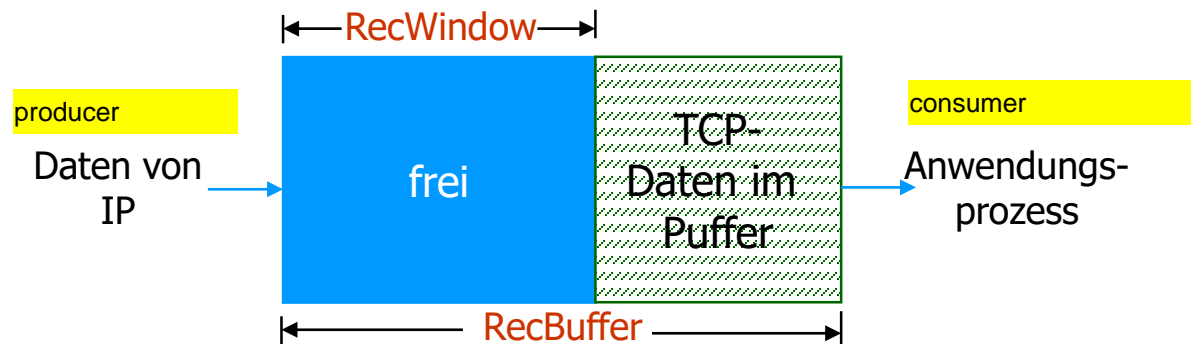 RecWindow
producer
Daten von
IP
frei
TCP-
Daten im
Puffer
consumer
Anwendungs-
prozess
RecBuffer